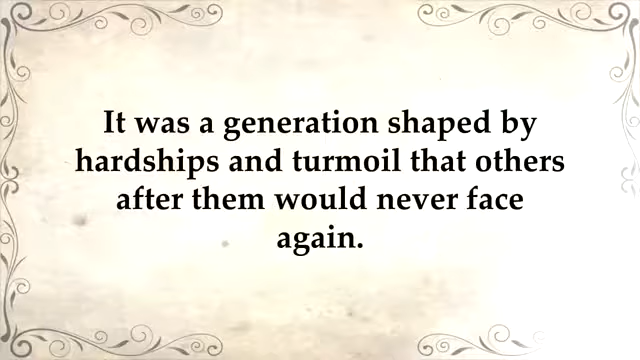 It was a generation shaped by
hardships and turmoil that others
after them would never face
again.